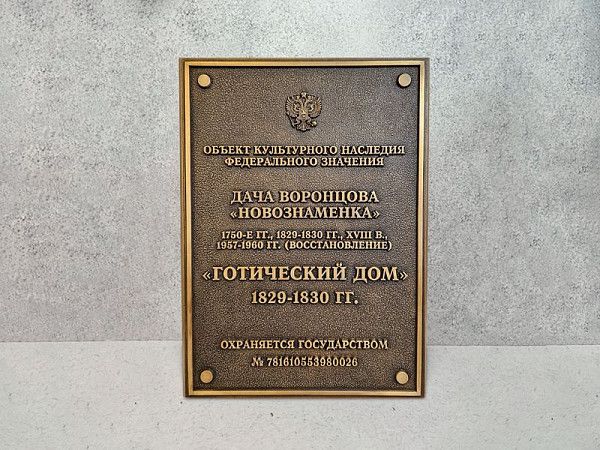 ОБЪЕКТ КУЛЬТУРНОГО НАСЛЕДИЯ
ФЕДЕРАЛЬНОГО ЗНАЧЕНИЯ
ДАЧА ВОРОНЦОВА
«НОВОЗНАМЕНКА»
1750-Е ГГ., 1829-1830 ГГ., XVIII В.,
1957-1960 ГГ. (ВОССТАНОВЛЕНИЕ)
«ГОТИЧЕСКИЙ ДОМ»
1829-1830 ГГ.
ОХРАНЯЕТСЯ ГОСУДАРСТВОМ
№ 781610553980026